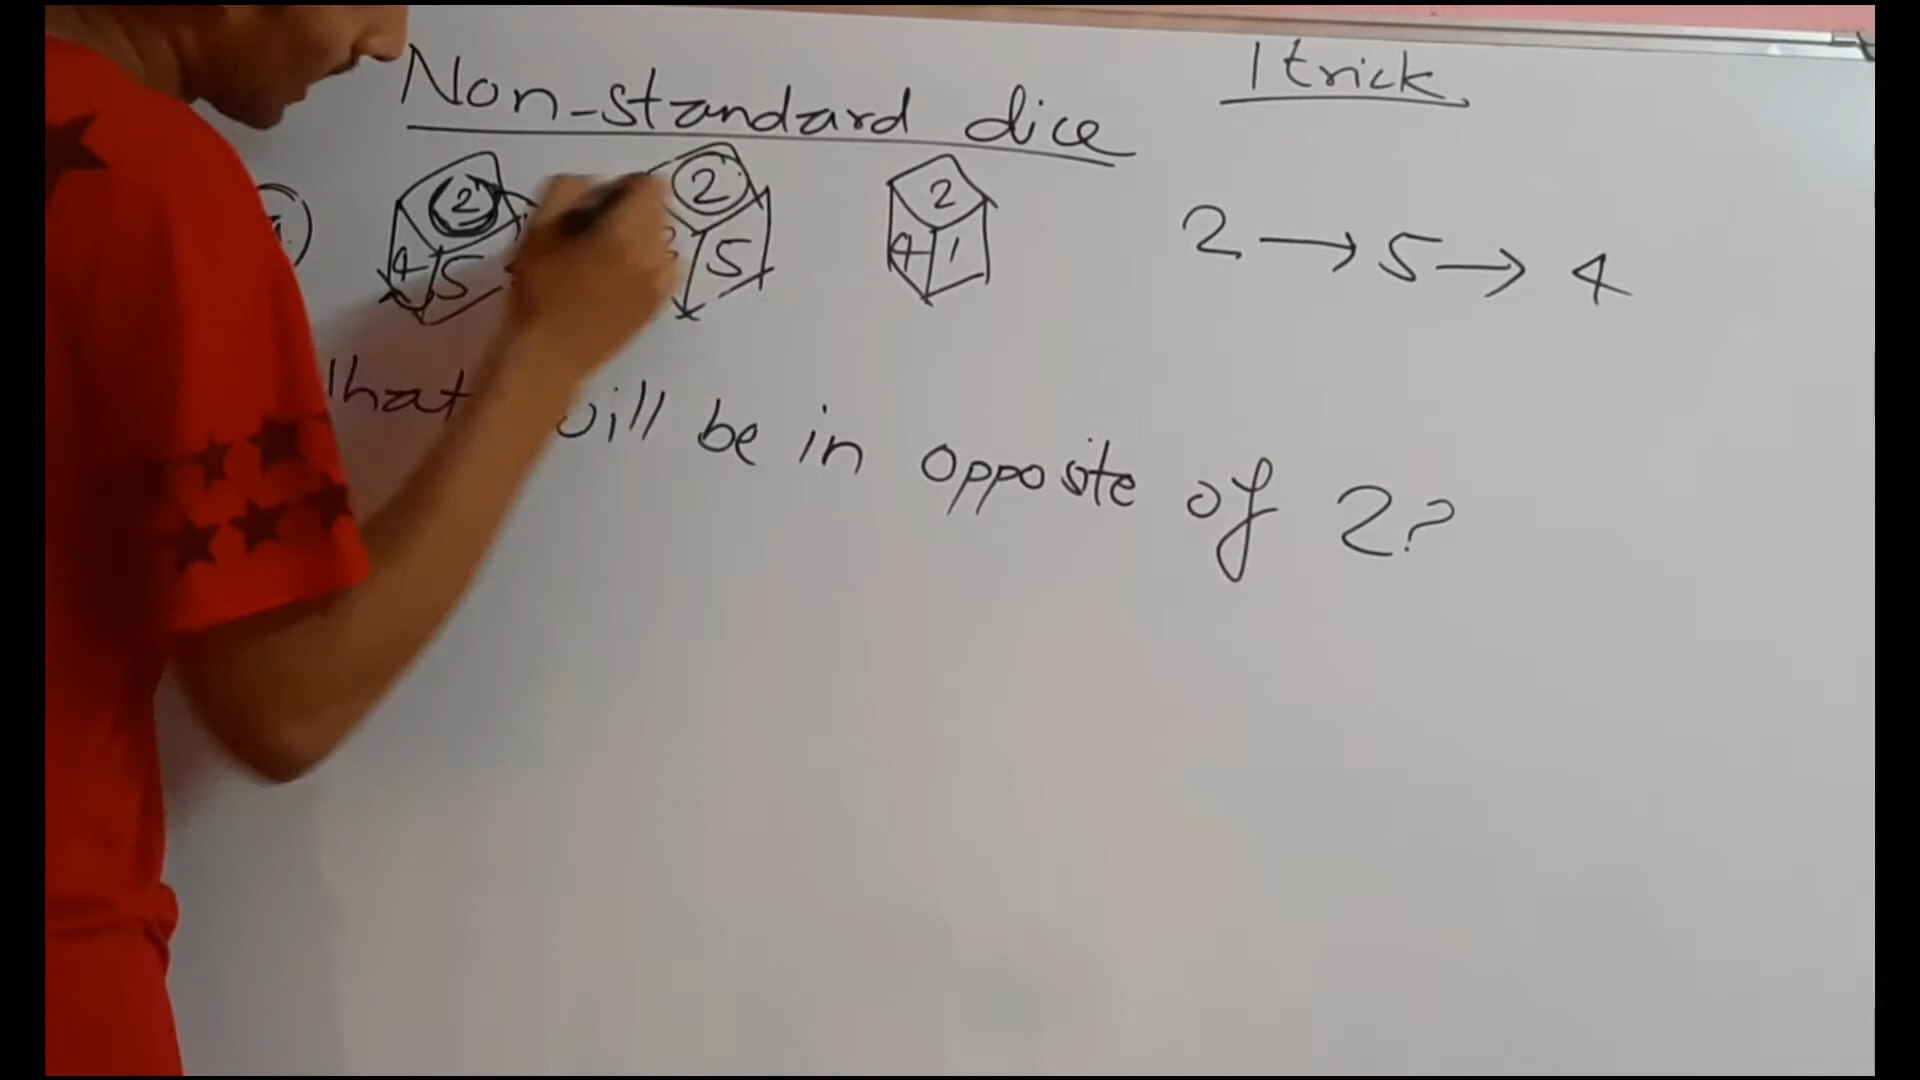 Non-standard dice
1 trick
2
4 5
2
5
2
4 1
2 → 5 → 4
will be in opposite of 2?